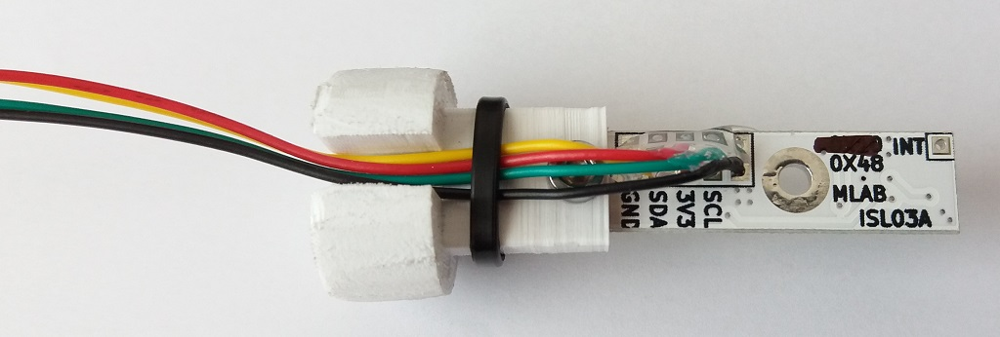 INT
0X48
MLAB
ISL03A
SCL
3V3
SDA
GND